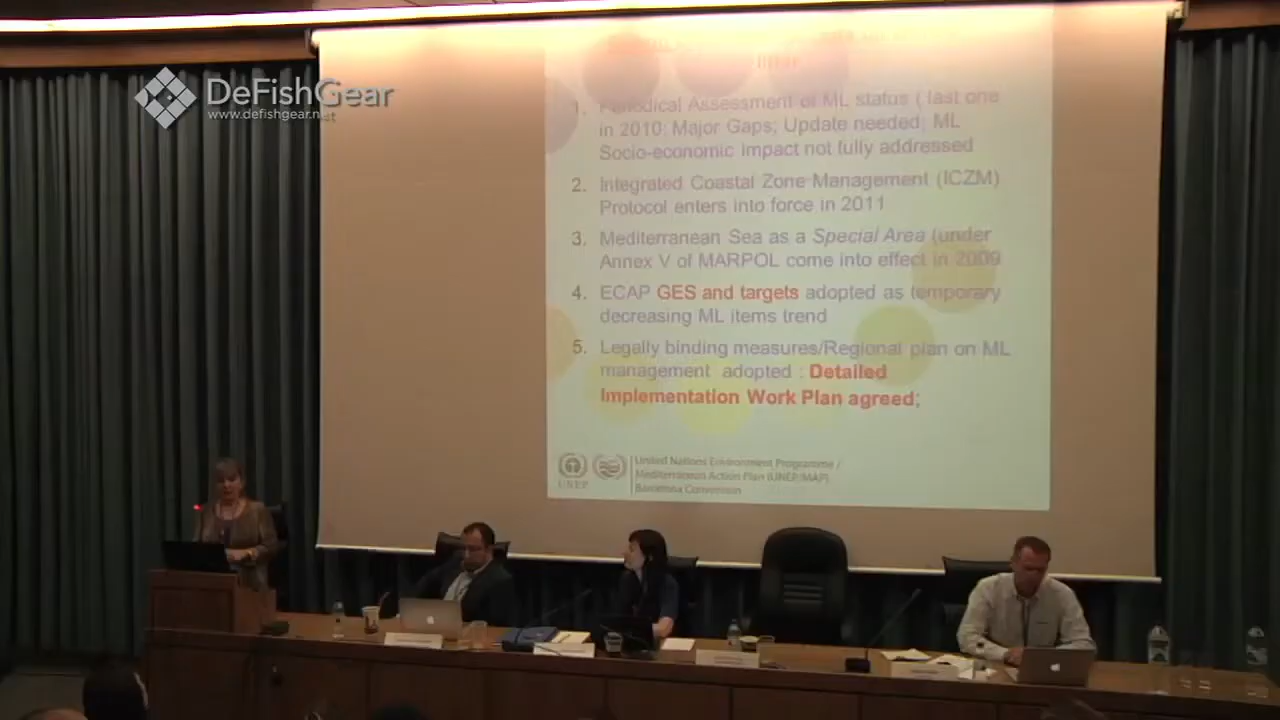 DeFishGear
www.defishgear.net
1. Periodical Assessment of ML status ( last one
in 2010: Major Gaps; Update needed; ML
Socio-economic Impact not fully addressed
2. Integrated Coastal Zone Management (ICZM)
Protocol enters into force in 2011
3. Mediterranean Sea as a Special Area (under
Annex V of MARPOL come into effect in 2009
4. ECAP GES and targets adopted as temporary
decreasing ML items trend
5. Legally binding measures/Regional plan on ML
management adopted : Detailed
Implementation Work Plan agreed;
UNEP
United Nations Environment Programme /
Mediterranean Action Plan (UNEP/MAP)
Barcelona Convention